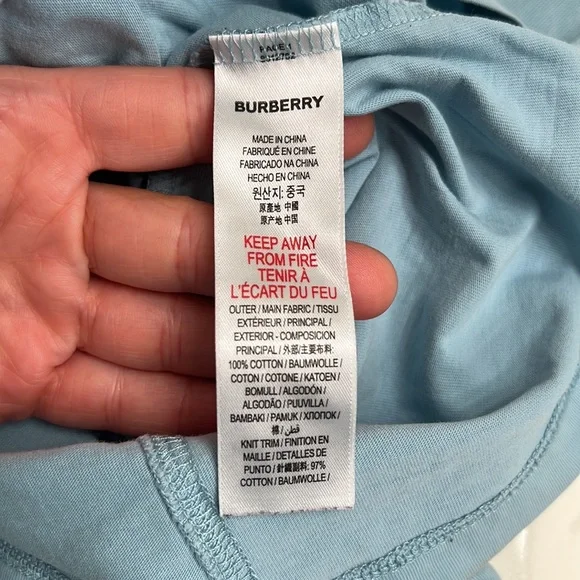 PAGE 1
BURBERRY
MADE IN CHINA
FABRIQUÉ EN CHINE
FABRICADO NA CHINA
HECHO EN CHINA
원산지: 중국
原產地 中國
原产地 中国
KEEP AWAY
FROM FIRE
TENIR À
L'ÉCART DU FEU
OUTER / MAIN FABRIC / TISSU
EXTÉRIEUR / PRINCIPAL /
EXTERIOR - COMPOSITION
PRINCIPAL / 外部/主要布料:
100% COTTON / BAUMWOLLE /
COTON / COTONE / KATOEN /
BOMULL / ALGODÓN /
ALGODÃO / PUUVILLA /
BAMBAKI / PAMUK / ХЛОПОК /
棉 / قطن /
KNIT TRIM / FINITION EN
MAILLE / DETALLES DE
PUNTO / 針織副料: 97%
COTTON / BAUMWOLLE /